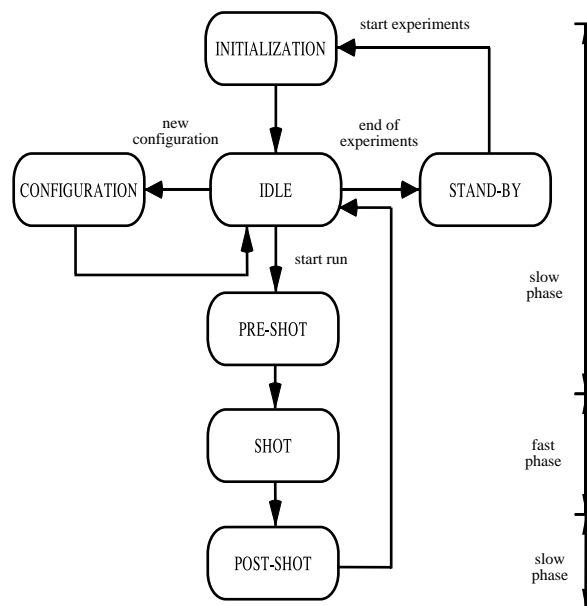 start experiments
INITIALIZATION
new
configuration
end of
experiments
CONFIGURATION
IDLE
STAND-BY
start run
slow
phase
PRE-SHOT
SHOT
fast
phase
POST-SHOT
slow
phase